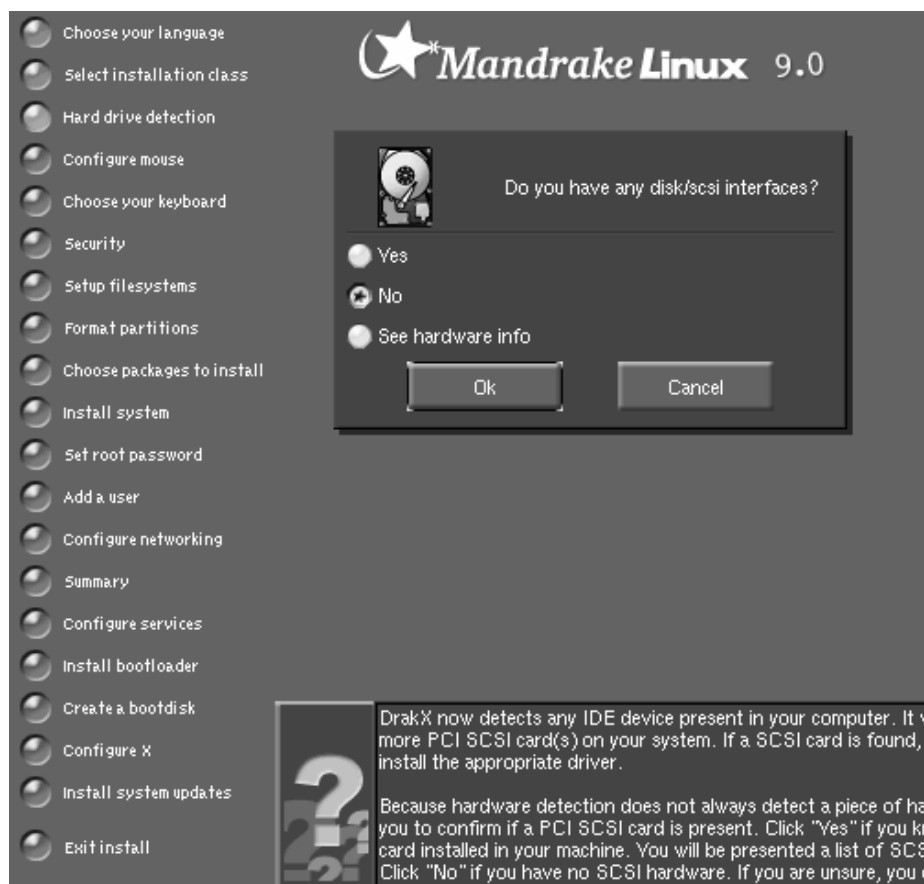 Choose your language
Select installation class
Hard drive detection
Configure mouse
Choose your keyboard
Security
Setup filesystems
Format partitions
Choose packages to install
Install system
Set root password
Add a user
Configure networking
Summary
Configure services
Install bootloader
Create a bootdisk
Configure X
Install system updates
Exit install
Mandrake Linux 9.0
Do you have any disk/scsi interfaces?
Yes
No
See hardware info
Ok Cancel
DrakX now detects any IDE device present in your computer. It
more PCI SCSI card(s) on your system. If a SCSI card is found,
install the appropriate driver.
Because hardware detection does not always detect a piece of
you to confirm if a PCI SCSI card is present. Click "Yes" if you
card installed in your machine. You will be presented a list of
Click "No" if you have no SCSI hardware. If you are unsure, you